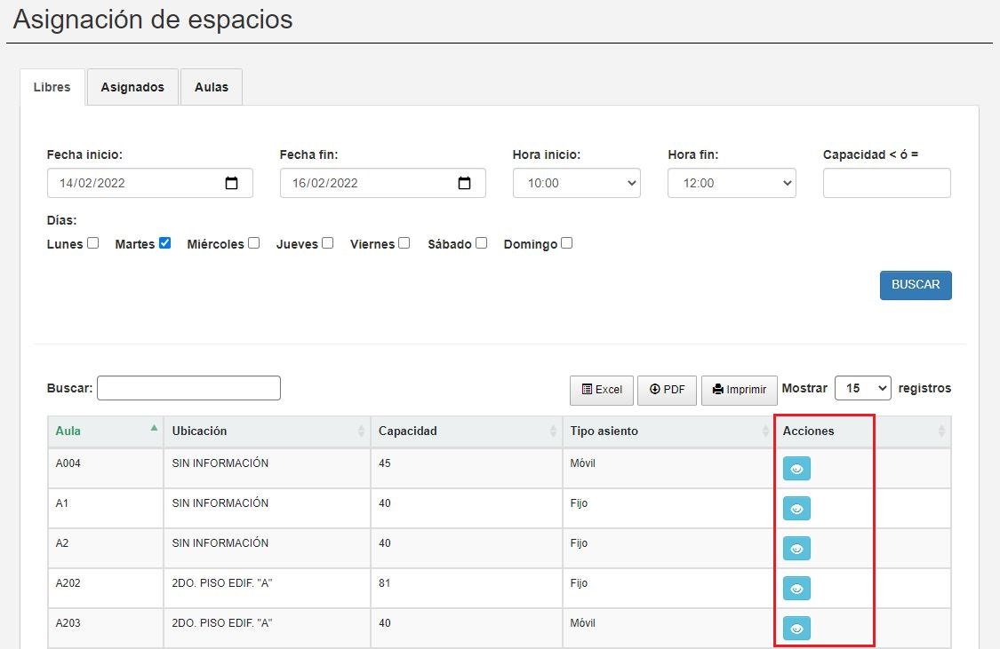 Asignación de espacios
Libres Asignados Aulas
Fecha inicio: Fecha fin: Hora inicio: Hora fin: Capacidad < ó =
14/02/2022 16/02/2022 10:00 12:00
Días:
Lunes Martes Miércoles Jueves Viernes Sábado Domingo
BUSCAR
Buscar: Excel PDF Imprimir Mostrar 15 registros
Aula Ubicación Capacidad Tipo asiento Acciones
A004 SIN INFORMACIÓN 45 Móvil
A1 SIN INFORMACIÓN 40 Fijo
A2 SIN INFORMACIÓN 40 Fijo
A202 2DO. PISO EDIF. "A" 81 Fijo
A203 2DO. PISO EDIF. "A" 40 Móvil